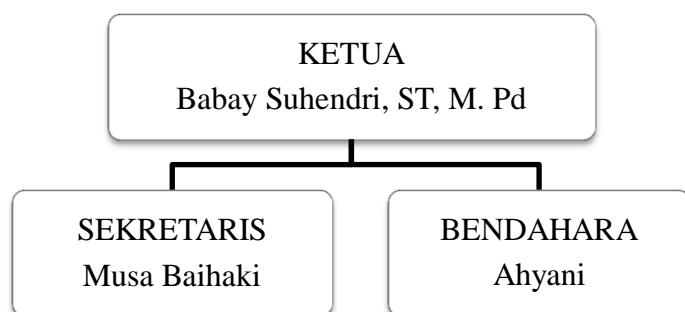 KETUA
Babay Suhendri, ST, M. Pd
SEKRETARIS
Musa Baihaki
BENDAHARA
Ahyani